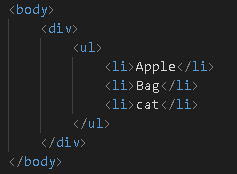 <body>
<div>
<ul>
<li>Apple</li>
<li>Bag</li>
<li>cat</li>
</ul>
</div>
</body>